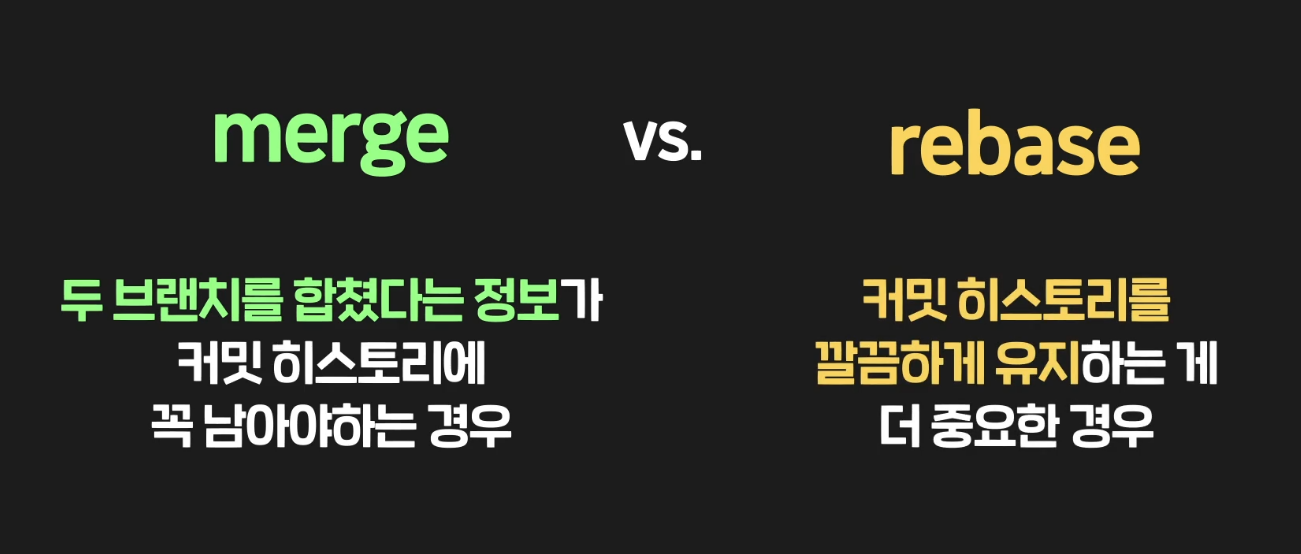 merge vs. rebase
두 브랜치를 합쳤다는 정보가
커밋 히스토리에
꼭 남아야하는 경우
커밋 히스토리를
깔끔하게 유지하는 게
더 중요한 경우